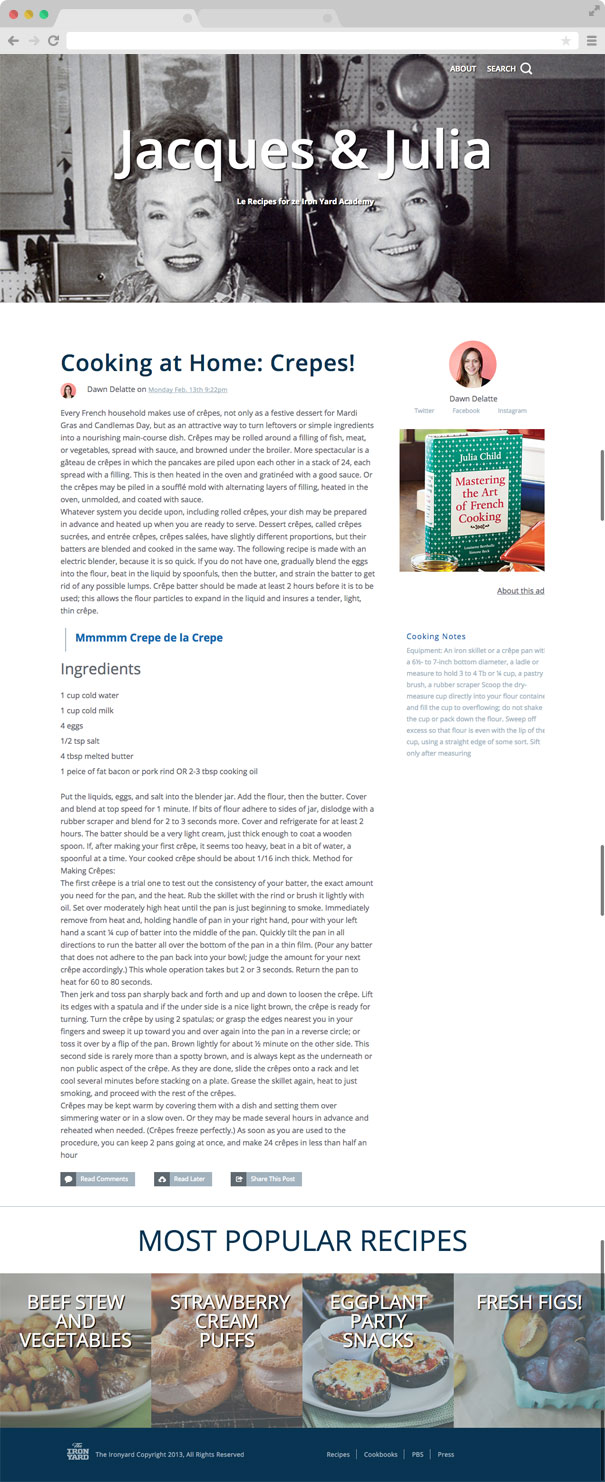 ABOUT SEARCH
Jacques & Julia
Le Recipes for ze Iron Yard Academy
Cooking at Home: Crepes!
Dawn Delatte on Monday Feb, 13th 9:22pm
Every French household makes use of crêpes, not only as a festive dessert for Mardi
Gras and Candlemas Day, but as an attractive way to turn leftovers or simple ingredients
into a nourishing main-course dish. Crêpes may be rolled around a filling of fish, meat,
or vegetables, spread with sauce, and browned under the broiler. More spectacular is a
gâteau de crêpes in which the pancakes are piled upon each other in a stack of 24, each
spread with a filling. This is then heated in the oven and gratinéed with a good sauce. Or
the crêpes may be piled in a soufflé mold with alternating layers of filling, heated in the
oven, unmolded, and coated with sauce.
Whatever system you decide upon, including rolled crêpes, your dish may be prepared
in advance and heated up when you are ready to serve. Dessert crêpes, called crêpes
sucrées, and entrée crêpes, crêpes salées, have slightly different proportions, but their
batters are blended and cooked in the same way. The following recipe is made with an
electric blender, because it is so quick. If you do not have one, gradually blend the eggs
into the flour, beat in the liquid by spoonfuls, then the butter, and strain the batter to get
rid of any possible lumps. Crêpe batter should be made at least 2 hours before it is to be
used; this allows the flour particles to expand in the liquid and insures a tender, light,
thin crêpe.
Mmmmm Crepe de la Crepe
Ingredients
1 cup cold water
1 cup cold milk
4 eggs
1/2 tsp salt
4 tbsp melted butter
1 peice of fat bacon or pork rind OR 2-3 tbsp cooking oil
Put the liquids, eggs, and salt into the blender jar. Add the flour, then the butter. Cover
and blend at top speed for 1 minute. If bits of flour adhere to sides of jar, dislodge with a
rubber scraper and blend for 2 to 3 seconds more. Cover and refrigerate for at least 2
hours. The batter should be a very light cream, just thick enough to coat a wooden
spoon. If, after making your first crêpe, it seems too heavy, beat in a bit of water, a
spoonful at a time. Your cooked crêpe should be about 1/16 inch thick. Method for
Making Crêpes:
The first crêepe is a trial one to test out the consistency of your batter, the exact amount
you need for the pan, and the heat. Rub the skillet with the rind or brush it lightly with
oil. Set over moderately high heat until the pan is just beginning to smoke. Immediately
remove from heat and, holding handle of pan in your right hand, pour with your left
hand a scant ¼ cup of batter into the middle of the pan. Quickly tilt the pan in all
directions to run the batter all over the bottom of the pan in a thin film. (Pour any batter
that does not adhere to the pan back into your bowl; judge the amount for your next
crêpe accordingly.) This whole operation takes but 2 or 3 seconds. Return the pan to
heat for 60 to 80 seconds.
Then jerk and toss pan sharply back and forth and up and down to loosen the crêpe. Lift
its edges with a spatula and if the under side is a nice light brown, the crêpe is ready for
turning. Turn the crêpe by using 2 spatulas; or grasp the edges nearest you in your
fingers and sweep it up toward you and over again into the pan in a reverse circle; or
toss it over by a flip of the pan. Brown lightly for about ½ minute on the other side. This
second side is rarely more than a spotty brown, and is always kept as the underneath or
non public aspect of the crêpe. As they are done, slide the crêpes onto a rack and let
cool several minutes before stacking on a plate. Grease the skillet again, heat to just
smoking, and proceed with the rest of the crêpes.
Crêpes may be kept warm by covering them with a dish and setting them over
simmering water or in a slow oven. Or they may be made several hours in advance and
reheated when needed. (Crêpes freeze perfectly.) As soon as you are used to the
procedure, you can keep 2 pans going at once, and make 24 crêpes in less than half an
hour
Read Comments Read Later Share This Post
Dawn Delatte
Twitter Facebook Instagram
Julia Child
Mastering
the Art
of French
Cooking
About this ad
Cooking Notes
Equipment: An iron skillet or a crêpe pan wit
a 6½- to 7-inch bottom diameter, a ladle or
measure to hold 3 to 4 Tb or ¼ cup, a pastry
brush, a rubber scraper Scoop the dry-
measure cup directly into your flour containe
and fill the cup to overflowing; do not shake
the cup or pack down the flour. Sweep off
excess so that flour is even with the lip of the
cup, using a straight edge of some sort. Sift
only after measuring
MOST POPULAR RECIPES
BEEF STEW
AND
VEGETABLES
STRAWBERRY
CREAM
PUFFS
EGGPLANT
PARTY
SNACKS
FRESH FIGS!
The
IRON
YARD
The Ironyard Copyright 2013, All Rights Reserved
Recipes Cookbooks PBS Press